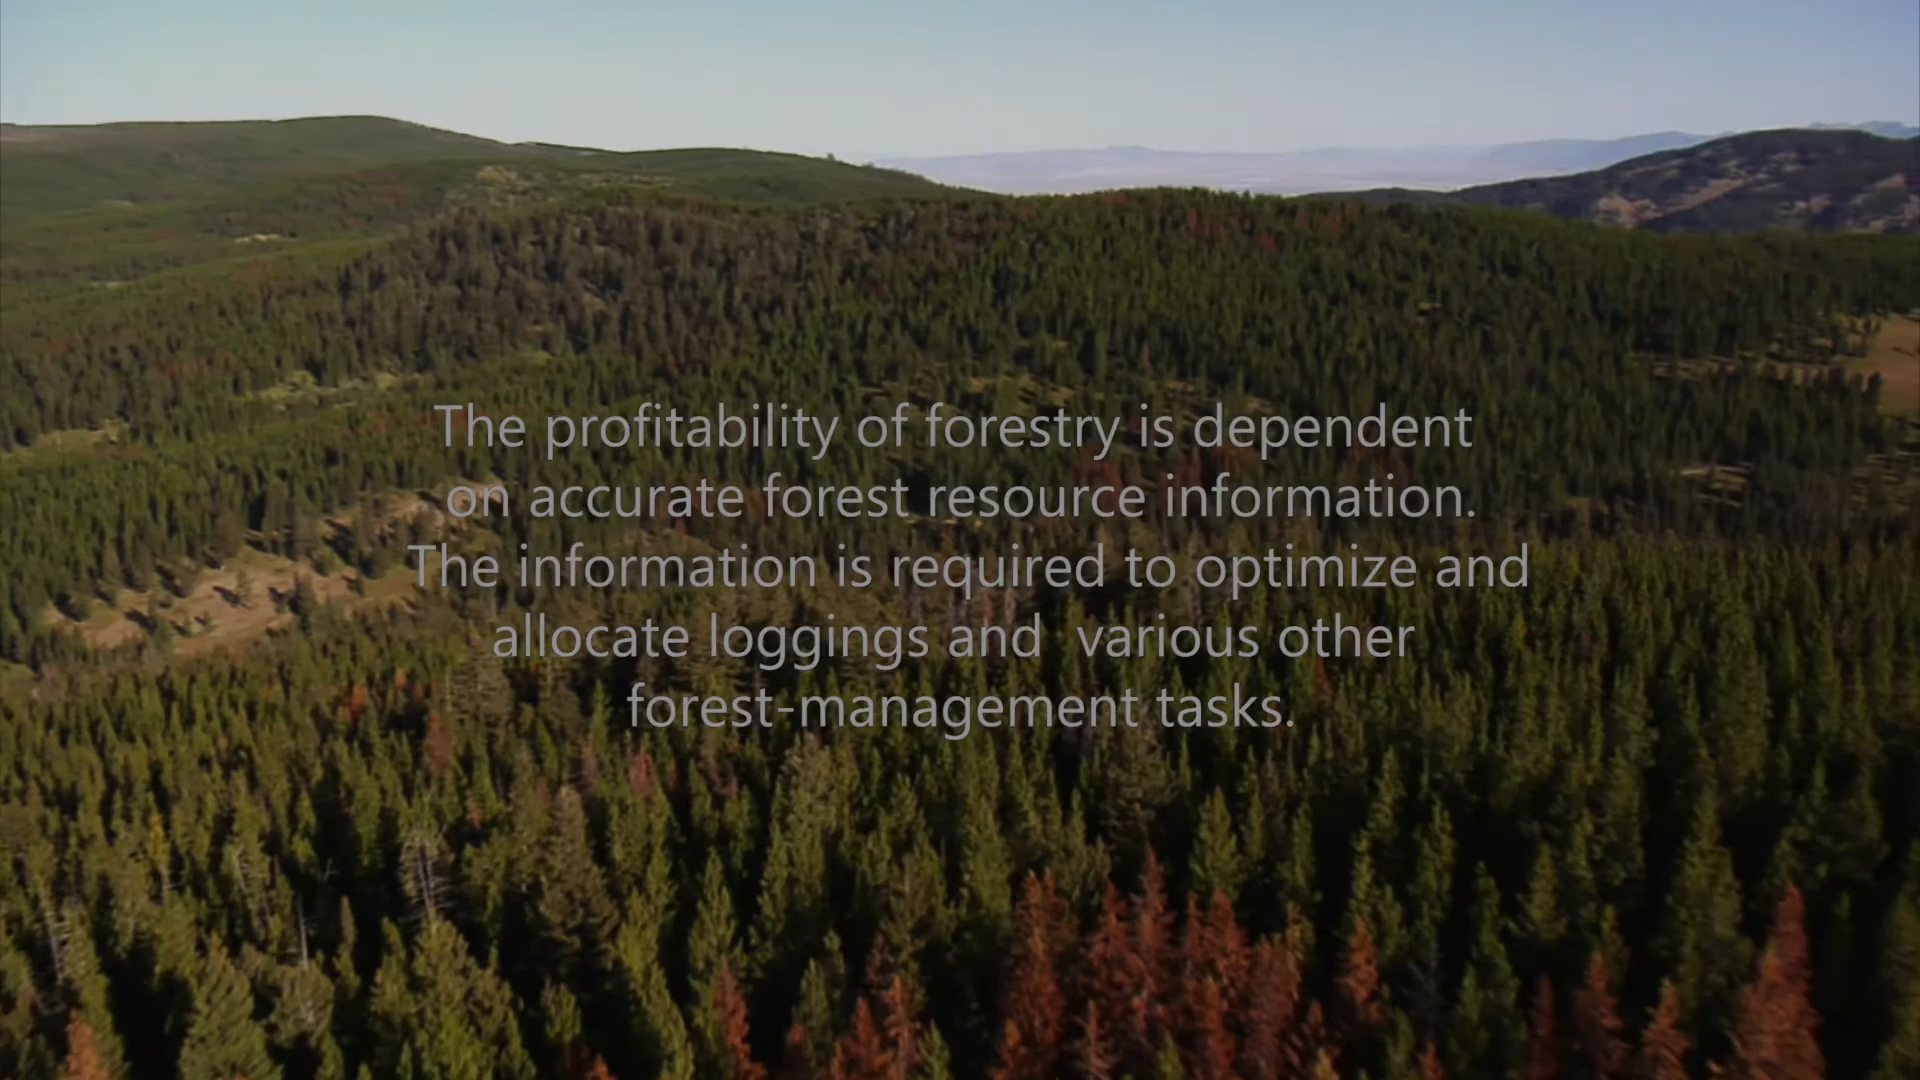 The profitability of forestry is dependent
on accurate forest resource information.
The information is required to optimize and
allocate loggings and  various other
forest-management tasks.